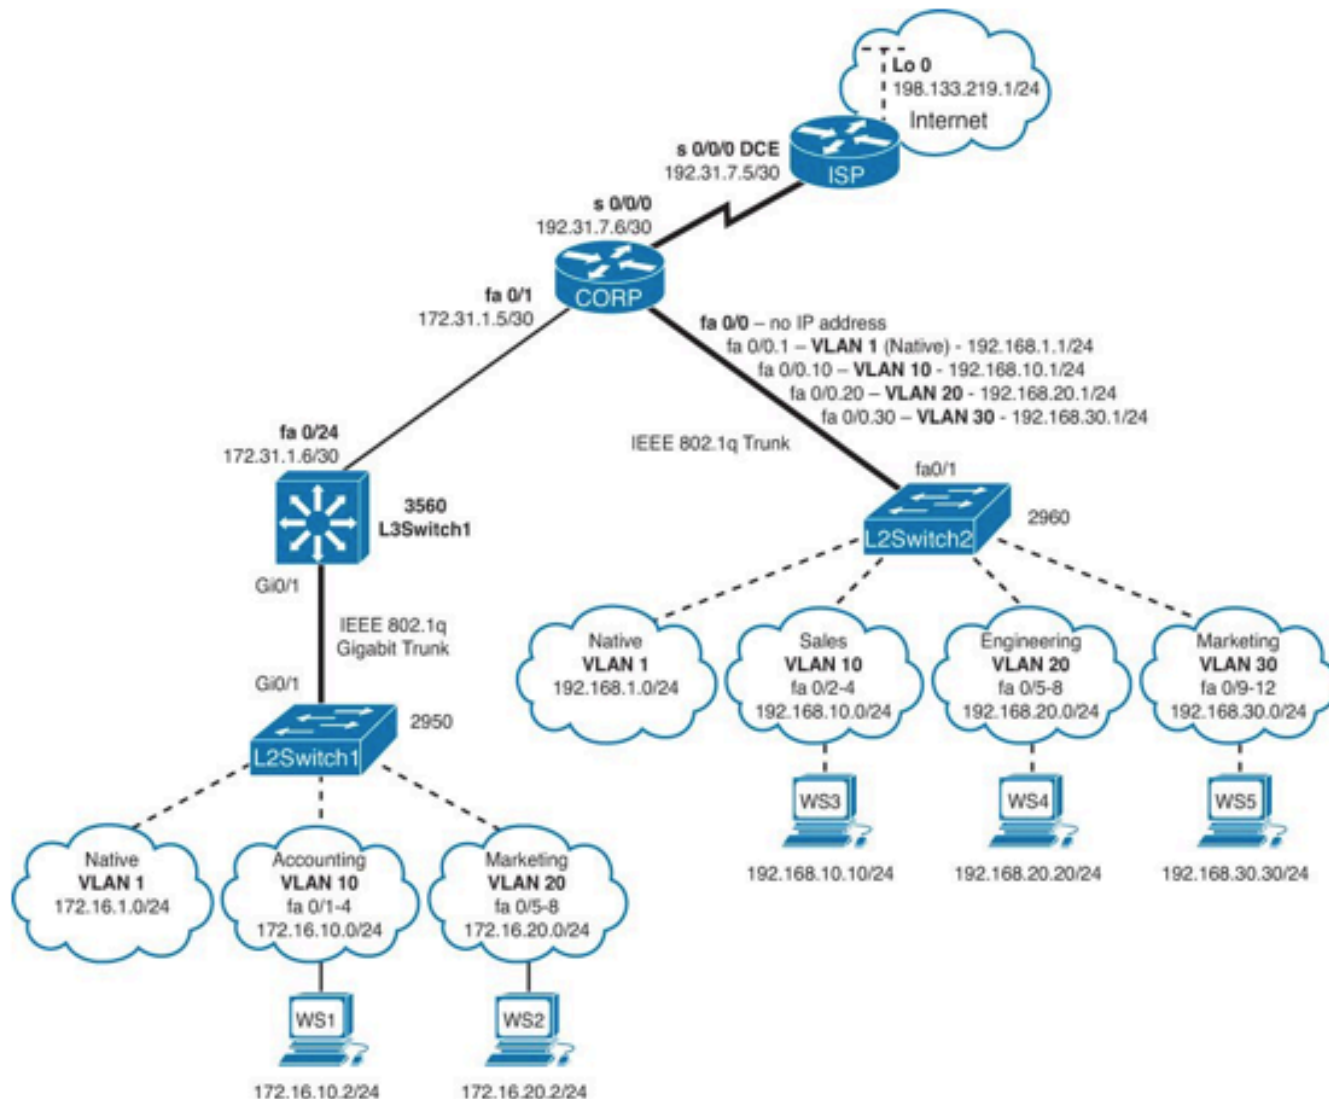 Lo 0
198.133.219.1/24
Internet
s 0/0/0 DCE
192.31.7.5/30
ISP
s 0/0/0
192.31.7.6/30
CORP
fa 0/1
172.31.1.5/30
fa 0/0 – no IP address
fa 0/0.1 – VLAN 1 (Native) - 192.168.1.1/24
fa 0/0.10 – VLAN 10 - 192.168.10.1/24
fa 0/0.20 – VLAN 20 - 192.168.20.1/24
fa 0/0.30 – VLAN 30 - 192.168.30.1/24
IEEE 802.1q Trunk
fa 0/24
172.31.1.6/30
3560
L3Switch1
fa0/1
2960
L2Switch2
Gi0/1
IEEE 802.1q
Gigabit Trunk
Gi0/1
2950
L2Switch1
Native
VLAN 1
192.168.1.0/24
Sales
VLAN 10
fa 0/2-4
192.168.10.0/24
Engineering
VLAN 20
fa 0/5-8
192.168.20.0/24
Marketing
VLAN 30
fa 0/9-12
192.168.30.0/24
WS3
192.168.10.10/24
WS4
192.168.20.20/24
WS5
192.168.30.30/24
Native
VLAN 1
172.16.1.0/24
Accounting
VLAN 10
fa 0/1-4
172.16.10.0/24
Marketing
VLAN 20
fa 0/5-8
172.16.20.0/24
WS1
172.16.10.2/24
WS2
172.16.20.2/24